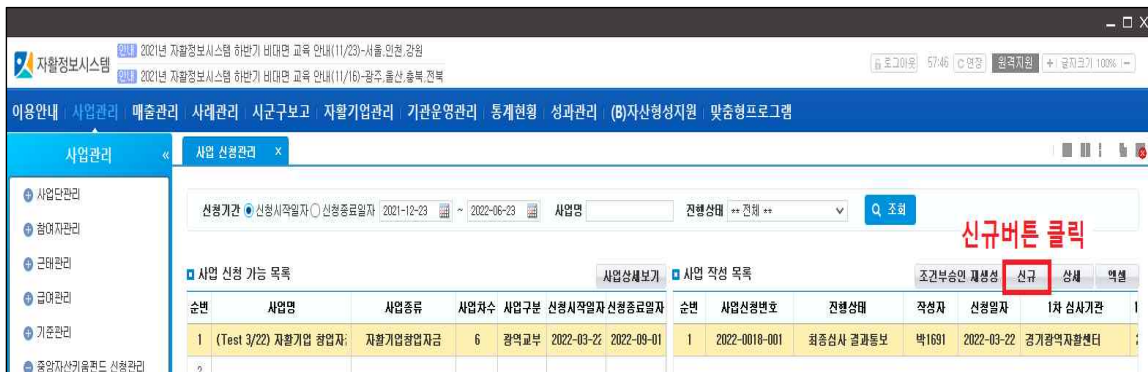 자활정보시스템
안내 2021년 자활정보시스템 하반기 비대면 교육 안내(11/23)-서울,인천,강원
안내 2021년 자활정보시스템 하반기 비대면 교육 안내(11/16)-광주,울산,충북,전북
로그아웃 57:46 연장 원격지원 + 글자크기 100% -
이용안내 사업관리 매출관리 사례관리 시군구보고 자활기업관리 기관운영관리 통계현황 성과관리 (B)자산형성지원 맞춤형프로그램
사업관리 «
사업 신청관리 X
사업단관리
참여자관리
근태관리
급여관리
기준관리
중앙자산키움펀드 신청관리
신청기간 신청시작일자 신청종료일자 2021-12-23 ~ 2022-06-23 사업명 진행상태 ** 전체 ** 조회
신규버튼 클릭
사업 신청 가능 목록 사업상세보기
순번 사업명 사업종류 사업차수 사업구분 신청시작일자 신청종료일자
1 (Test 3/22) 자활기업 창업자 자활기업창업자금 6 광역교부 2022-03-22 2022-09-01
2
사업 작성 목록 조건부승인 재생성 신규 상세 엑셀
순번 사업신청번호 진행상태 작성자 신청일자 1차 심사기관
1 2022-0018-001 최종심사 결과통보 박1691 2022-03-22 경기광역자활센터